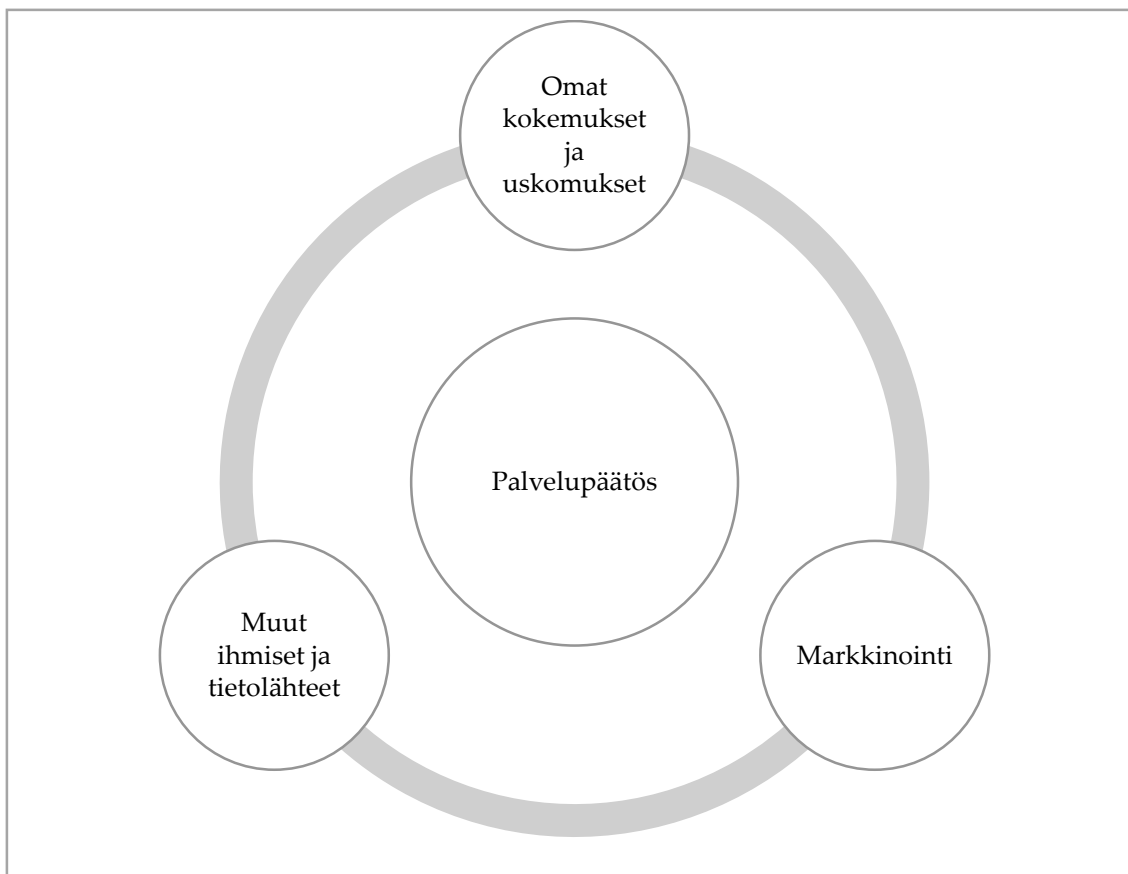 Omat
kokemukset
ja
uskomukset
Palvelupäätös
Muut
ihmiset ja
tietolähteet
Markkinointi